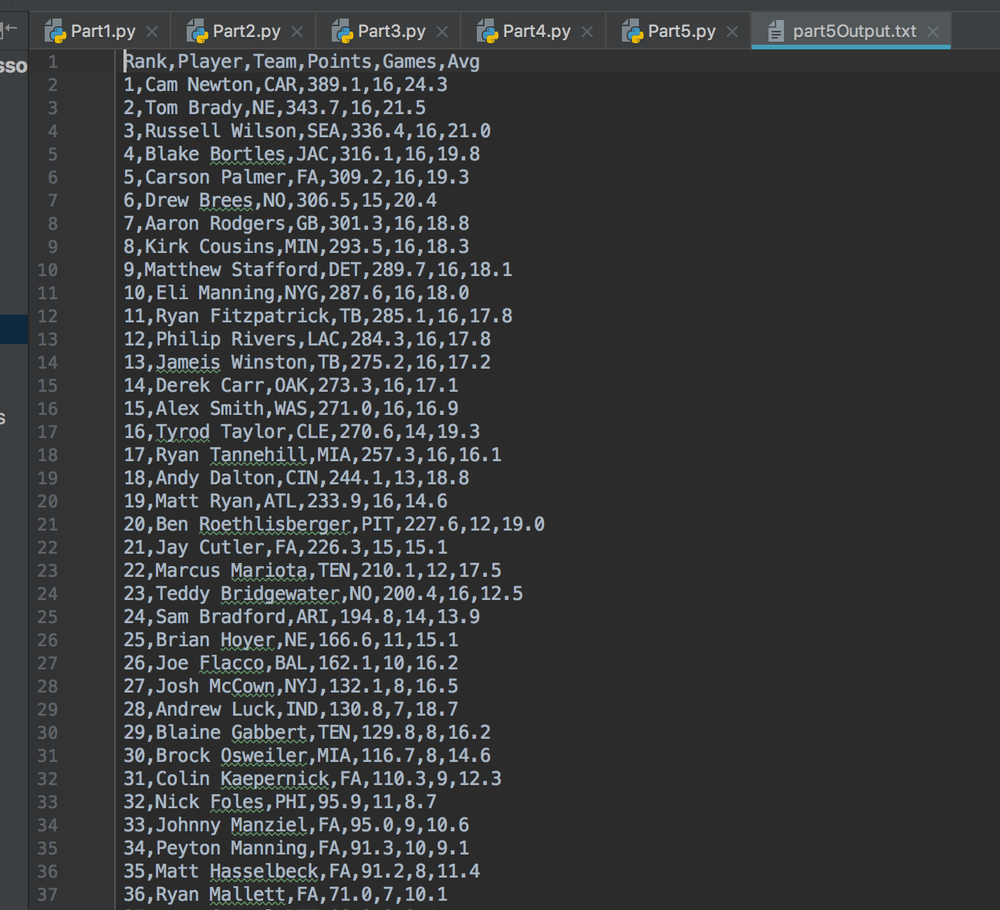 Part1.py Part2.py Part3.py Part4.py Part5.py part5Output.txt
sso
s
1 Rank,Player,Team,Points,Games,Avg
2 1,Cam Newton,CAR,389.1,16,24.3
3 2,Tom Brady,NE,343.7,16,21.5
4 3,Russell Wilson,SEA,336.4,16,21.0
5 4,Blake Bortles,JAC,316.1,16,19.8
6 5,Carson Palmer,FA,309.2,16,19.3
7 6,Drew Brees,NO,306.5,15,20.4
8 7,Aaron Rodgers,GB,301.3,16,18.8
9 8,Kirk Cousins,MIN,293.5,16,18.3
10 9,Matthew Stafford,DET,289.7,16,18.1
11 10,Eli Manning,NYG,287.6,16,18.0
12 11,Ryan Fitzpatrick,TB,285.1,16,17.8
13 12,Philip Rivers,LAC,284.3,16,17.8
14 13,Jameis Winston,TB,275.2,16,17.2
15 14,Derek Carr,OAK,273.3,16,17.1
16 15,Alex Smith,WAS,271.0,16,16.9
17 16,Tyrod Taylor,CLE,270.6,14,19.3
18 17,Ryan Tannehill,MIA,257.3,16,16.1
19 18,Andy Dalton,CIN,244.1,13,18.8
20 19,Matt Ryan,ATL,233.9,16,14.6
21 20,Ben Roethlisberger,PIT,227.6,12,19.0
22 21,Jay Cutler,FA,226.3,15,15.1
23 22,Marcus Mariota,TEN,210.1,12,17.5
24 23,Teddy Bridgewater,NO,200.4,16,12.5
25 24,Sam Bradford,ARI,194.8,14,13.9
26 25,Brian Hoyer,NE,166.6,11,15.1
27 26,Joe Flacco,BAL,162.1,10,16.2
28 27,Josh McCown,NYJ,132.1,8,16.5
29 28,Andrew Luck,IND,130.8,7,18.7
30 29,Blaine Gabbert,TEN,129.8,8,16.2
31 30,Brock Osweiler,MIA,116.7,8,14.6
32 31,Colin Kaepernick,FA,110.3,9,12.3
33 32,Nick Foles,PHI,95.9,11,8.7
34 33,Johnny Manziel,FA,95.0,9,10.6
35 34,Peyton Manning,FA,91.3,10,9.1
36 35,Matt Hasselbeck,FA,91.2,8,11.4
37 36,Ryan Mallett,FA,71.0,7,10.1